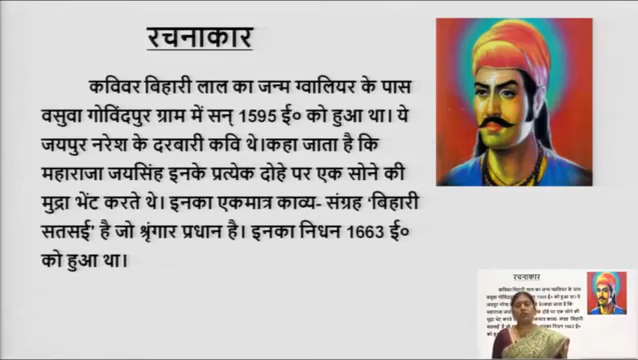 रचनाकार
कविवर बिहारी लाल का जन्म ग्वालियर के पास
वसुवा गोविंदपुर ग्राम में सन् 1595 ई० को हुआ था। ये
जयपुर नरेश के दरबारी कवि थे।कहा जाता है कि
महाराजा जयसिंह इनके प्रत्येक दोहे पर एक सोने की
मुद्रा भेंट करते थे। इनका एकमात्र काव्य- संग्रह 'बिहारी
सतसई' है जो श्रृंगार प्रधान है। इनका निधन 1663 ई०
को हुआ था।
रचनाकार